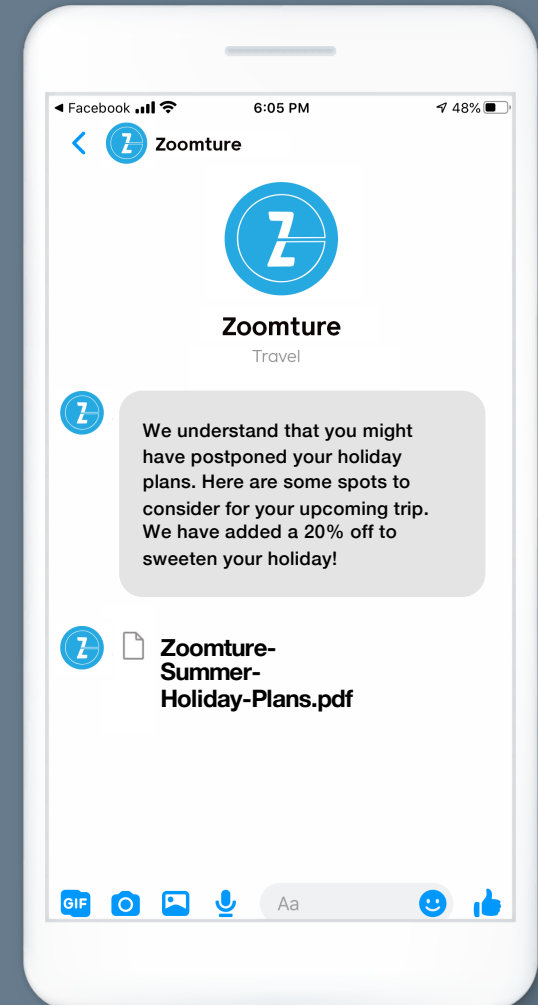 Facebook 6:05 PM 48%
Z Zoomture
Z
Zoomture
Travel
Z
We understand that you might
have postponed your holiday
plans. Here are some spots to
consider for your upcoming trip.
We have added a 20% off to
sweeten your holiday!
Z
Zoomture-
Summer-
Holiday-Plans.pdf
GIF Aa